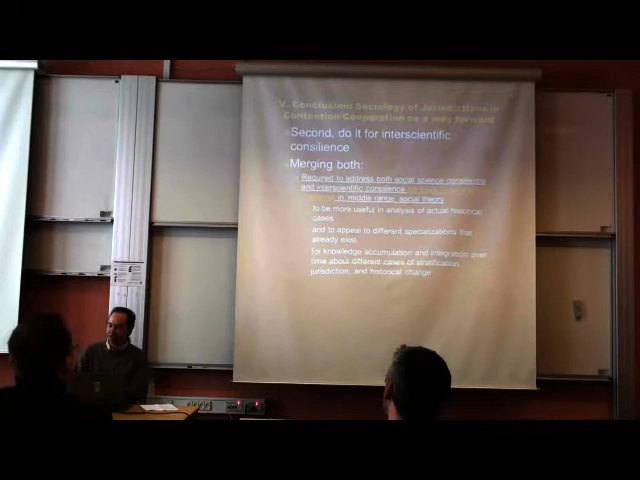 V. Conclusion: Sociology of Jurisdictions in
Contention/Cooperation as a way forward
Second, do it for interscientific
consilience
Merging both:
Required to address both social science consilience
and interscientific consilience
in middle range social theory
to be more useful in analysis of actual historical
cases,
and to appeal to different specializations that
already exist,
for knowledge accumulation and integration over
time about different cases of stratification,
jurisdiction, and historical change